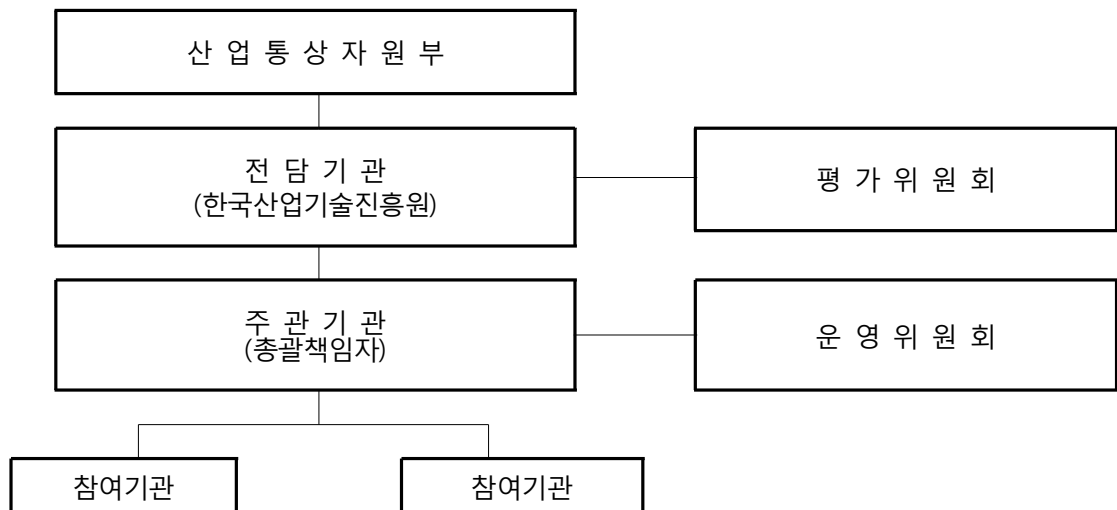 산 업 통 상 자 원 부
전 담 기 관
(한국산업기술진흥원)
평 가 위 원 회
주 관 기 관
(총괄책임자)
운 영 위 원 회
참여기관
참여기관